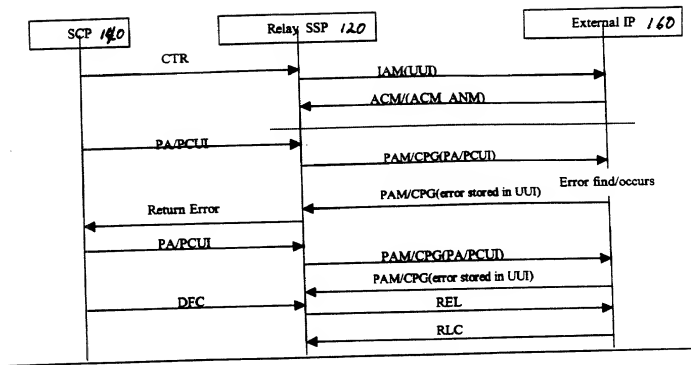 SCP 140
Relay SSP 120
External IP 160
CTR
IAM(UUI)
ACM/(ACM ANM)
PA/PCUI
PAM/CPG(PA/PCUI)
Error find/occurs
PAM/CPG(error stored in UUI)
Return Error
PA/PCUI
PAM/CPG(PA/PCUI)
PAM/CPG(error stored in UUI)
DFC
REL
RLC